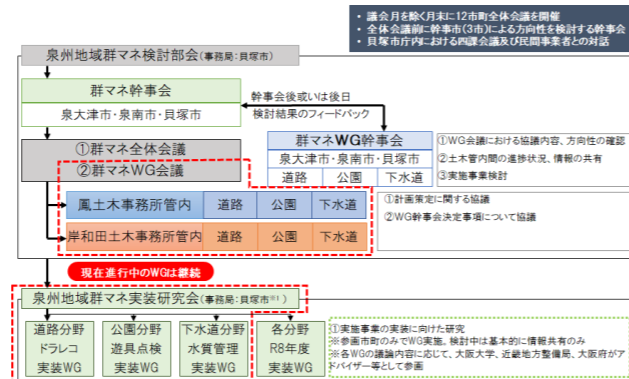 ・ 議会月を除く月末に12市町全体会議を開催
・ 全体会議前に幹事市(3市)による方向性を検討する幹事会
・ 貝塚市庁内における四課会議及び民間事業者との対話
泉州地域群マネ検討部会(事務局:貝塚市)
群マネ幹事会
泉大津市・泉南市・貝塚市
幹事会後或いは後日
検討結果のフィードバック
群マネWG幹事会
泉大津市・泉南市・貝塚市
道路 公園 下水道
①WG会議における協議内容、方向性の確認
②土木管内間の進捗状況、情報の共有
③実施事業検討
①群マネ全体会議
②群マネWG会議
鳳土木事務所管内 道路 公園 下水道
岸和田土木事務所管内 道路 公園 下水道
①計画策定に関する協議
②WG幹事会決定事項について協議
現在進行中のWGは継続
泉州地域群マネ実装研究会(事務局:貝塚市※1)
道路分野
ドラレコ
実装WG
公園分野
遊具点検
実装WG
下水道分野
水質管理
実装WG
各分野
R8年度
実装WG
①実施事業の実装に向けた研究
※参画市町のみでWG実施。検討中は基本的に情報共有のみ
※各WGの議論内容に応じて、大阪大学、近畿地方整備局、大阪府がア
ドバイザー等として参画